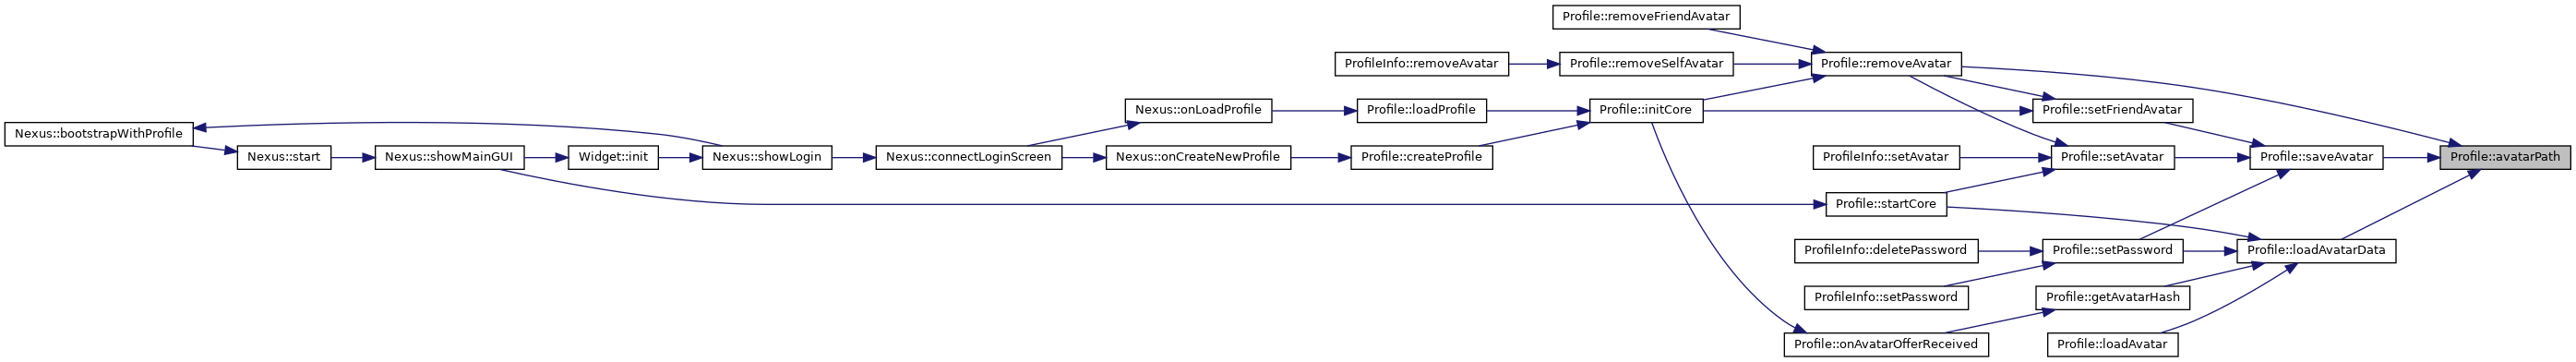 Profile::removeFriendAvatar
ProfileInfo::removeAvatar
Profile::removeSelfAvatar
Profile::removeAvatar
Nexus::onLoadProfile
Profile::loadProfile
Profile::initCore
Profile::setFriendAvatar
Nexus::bootstrapWithProfile
Nexus::start
Nexus::showMainGUI
Widget::init
Nexus::showLogin
Nexus::connectLoginScreen
Nexus::onCreateNewProfile
Profile::createProfile
ProfileInfo::setAvatar
Profile::setAvatar
Profile::saveAvatar
Profile::avatarPath
Profile::startCore
ProfileInfo::deletePassword
Profile::setPassword
Profile::loadAvatarData
ProfileInfo::setPassword
Profile::getAvatarHash
Profile::onAvatarOfferReceived
Profile::loadAvatar